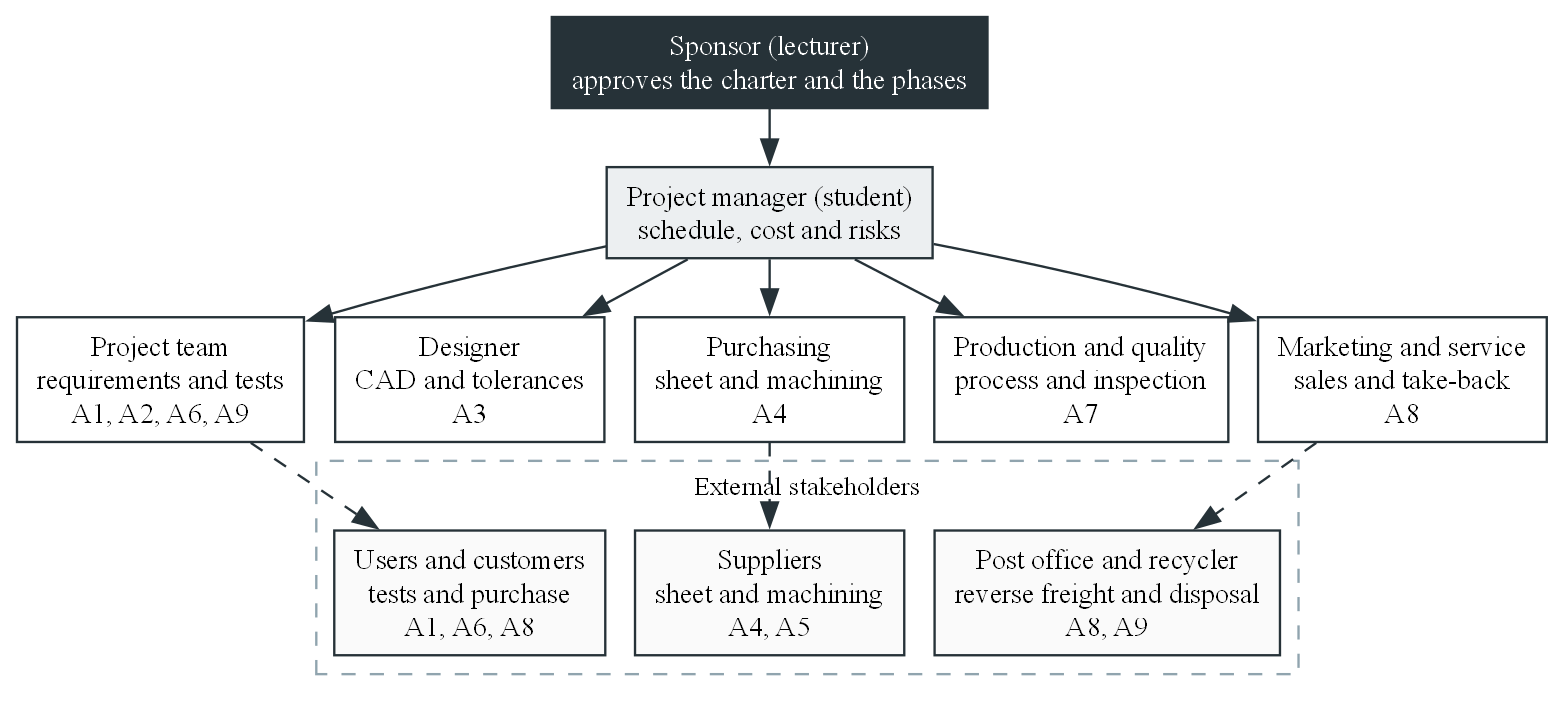 Sponsor (lecturer)
approves the charter and the phases
Project manager (student)
schedule, cost and risks
Project team
requirements and tests
A1, A2, A6, A9
Designer
CAD and tolerances
A3
Purchasing
sheet and machining
A4
Production and quality
process and inspection
A7
Marketing and service
sales and take-back
A8
External stakeholders
Users and customers
tests and purchase
A1, A6, A8
Suppliers
sheet and machining
A4, A5
Post office and recycler
reverse freight and disposal
A8, A9